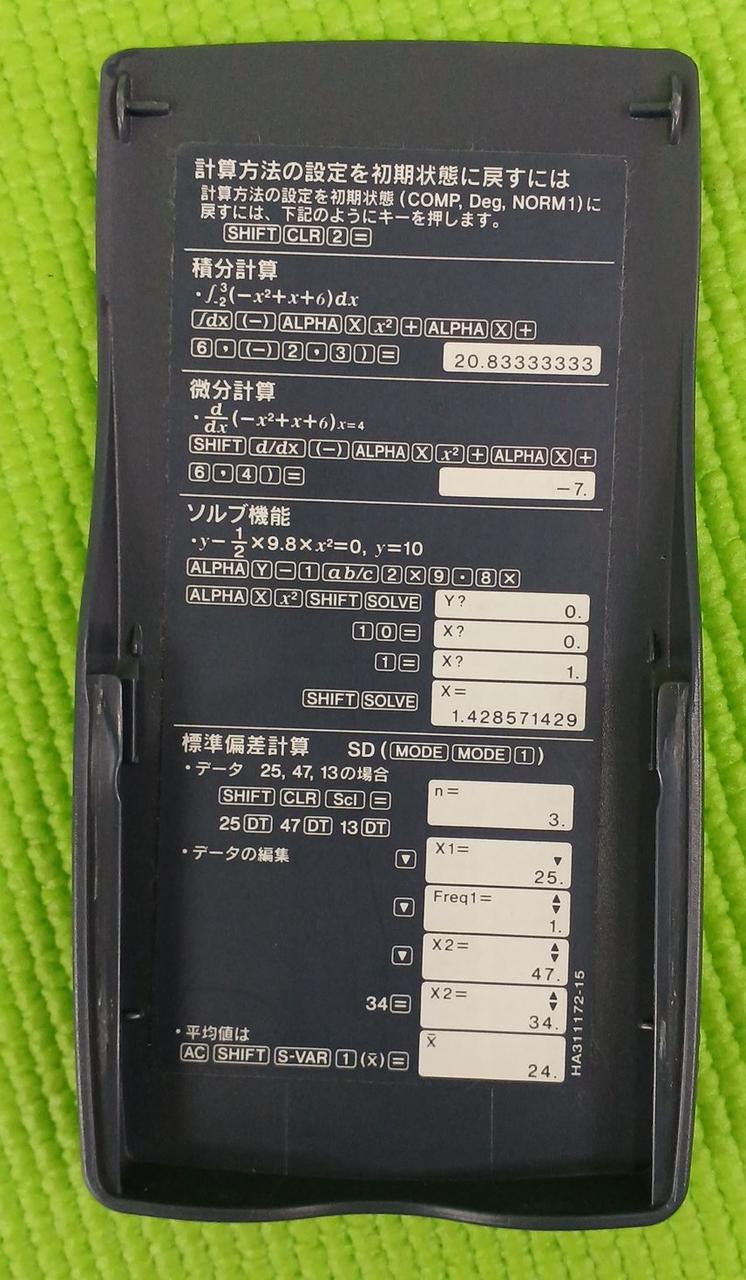 計算方法の設定を初期状態に戻すには
計算方法の設定を初期状態 (COMP, Deg, NORM1) に
戻すには、下記のようにキーを押します。
SHIFT CLR 2 =
積分計算
・∫₋₂³(−x²+x+6)dx
∫dx (−) ALPHA X x² + ALPHA X +
6 , (−) 2 , 3 ) = 20.83333333
微分計算
・d/dx(−x²+x+6)x=4
SHIFT d/dx (−) ALPHA X x² + ALPHA X +
6 , 4 ) = −7.
ソルブ機能
・y−1/2×9.8×x²=0, y=10
ALPHA Y − 1 ab/c 2 × 9 · 8 ×
ALPHA X x² SHIFT SOLVE Y? 0.
1 0 = X? 0.
1 = X? 1.
SHIFT SOLVE X= 1.428571429
標準偏差計算 SD (MODE MODE 1)
・データ 25, 47, 13の場合
SHIFT CLR Scl = n= 3.
25 DT 47 DT 13 DT
・データの編集 ▼ X1= ▼ 25.
▼ Freq1= ▲▼ 1.
▼ X2= ▲▼ 47.
34 = X2= ▲▼ 34.
・平均値は
AC SHIFT S-VAR 1 (x̄) = x̄ 24.
HA311172-15